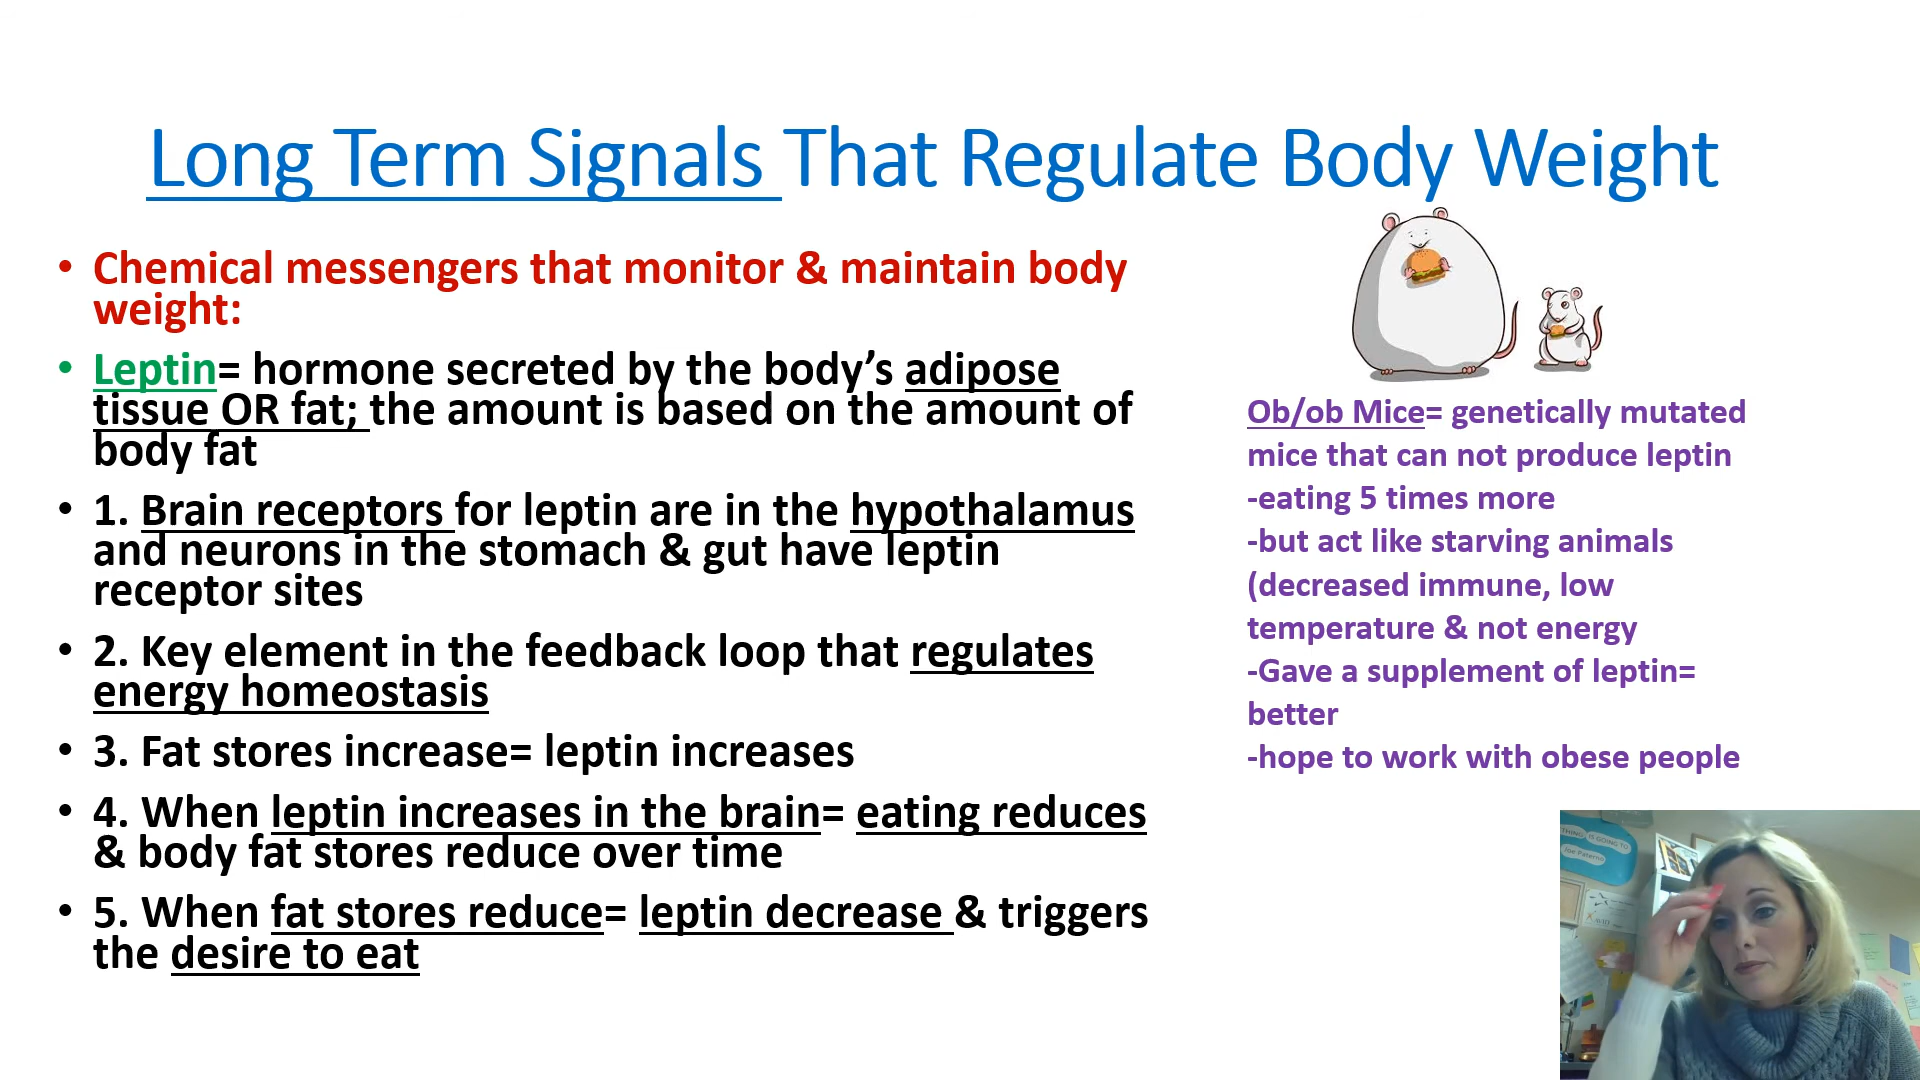 Long Term Signals That Regulate Body Weight
• Chemical messengers that monitor & maintain body
weight:
• Leptin= hormone secreted by the body’s adipose
tissue OR fat; the amount is based on the amount of
body fat
• 1. Brain receptors for leptin are in the hypothalamus
and neurons in the stomach & gut have leptin
receptor sites
• 2. Key element in the feedback loop that regulates
energy homeostasis
• 3. Fat stores increase= leptin increases
• 4. When leptin increases in the brain= eating reduces
& body fat stores reduce over time
• 5. When fat stores reduce= leptin decrease & triggers
the desire to eat
Ob/ob Mice= genetically mutated
mice that can not produce leptin
-eating 5 times more
-but act like starving animals
(decreased immune, low
temperature & not energy
-Gave a supplement of leptin=
better
-hope to work with obese people
THING IS GOING TO
Joe Paterno